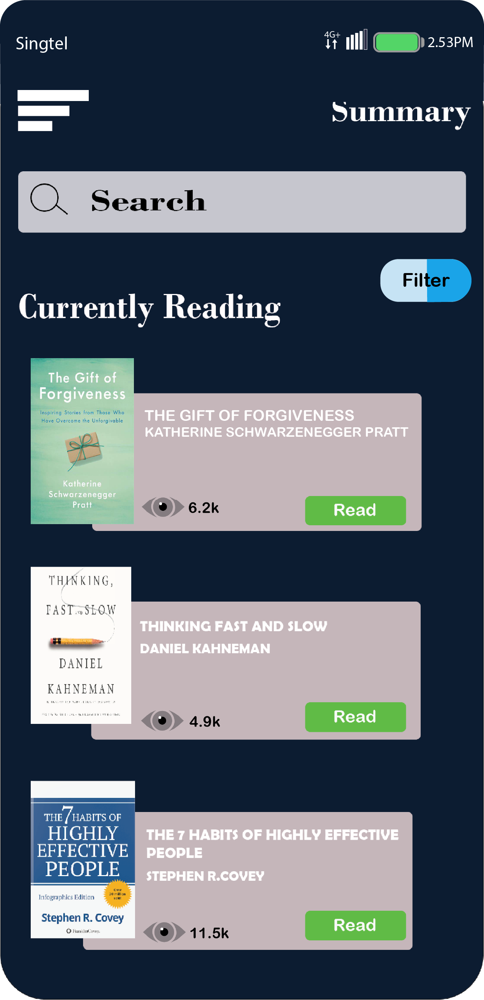 Singtel
4G+
2.53PM
Summary
Search
Filter
Currently Reading
The Gift of
Forgiveness
Inspiring Stories from Those Who
Have Overcome the Unforgivable
Katherine
Schwarzenegger
Pratt
THE GIFT OF FORGIVENESS
KATHERINE SCHWARZENEGGER PRATT
6.2k
Read
THINKING,
FAST AND SLOW
DANIEL
KAHNEMAN
THINKING FAST AND SLOW
DANIEL KAHNEMAN
4.9k
Read
THE 7 HABITS OF
HIGHLY
EFFECTIVE
PEOPLE
Over
30 million
sold!
Infographics Edition
Stephen R. Covey
FranklinCovey
THE 7 HABITS OF HIGHLY EFFECTIVE
PEOPLE
STEPHEN R.COVEY
11.5k
Read